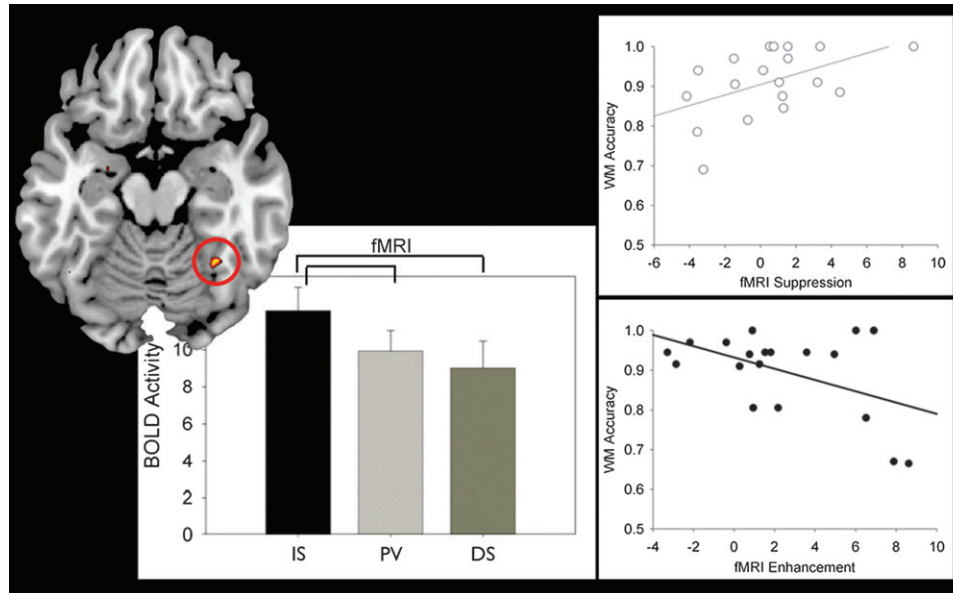 fMRI
BOLD Activity
10
8
6
4
2
0
IS PV DS
WM Accuracy
1.0
0.9
0.8
0.7
0.6
0.5
-6 -4 -2 0 2 4 6 8 10
fMRI Suppression
WM Accuracy
1.0
0.9
0.8
0.7
0.6
0.5
-4 -2 0 2 4 6 8 10
fMRI Enhancement